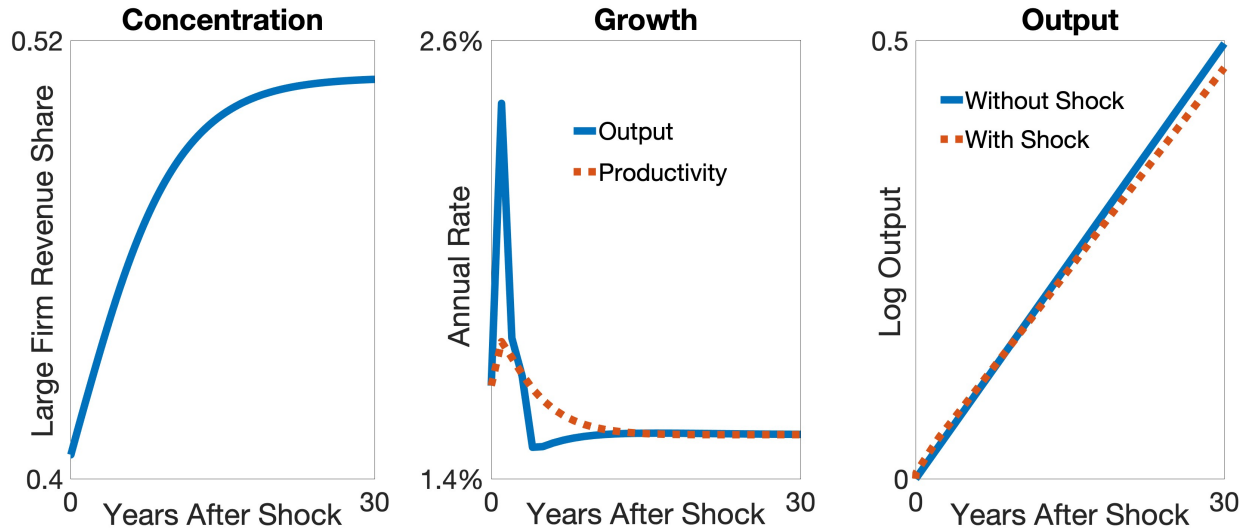 Concentration
0.52
Large Firm Revenue Share
0.4
0
30
Years After Shock
Growth
2.6%
Output
Productivity
Annual Rate
1.4%
0
30
Years After Shock
Output
0.5
Without Shock
With Shock
Log Output
0
0
30
Years After Shock